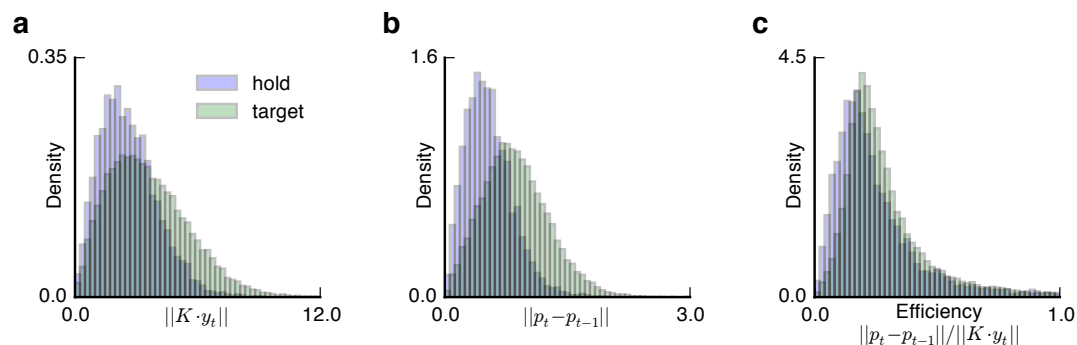 a
0.35
hold
target
Density
0.0
0.0
||K·y_t||
12.0
b
1.6
Density
0.0
0.0
||p_t−p_{t−1}||
3.0
c
4.5
Density
0.0
0.0
Efficiency
1.0
||p_t−p_{t−1}||/||K·y_t||